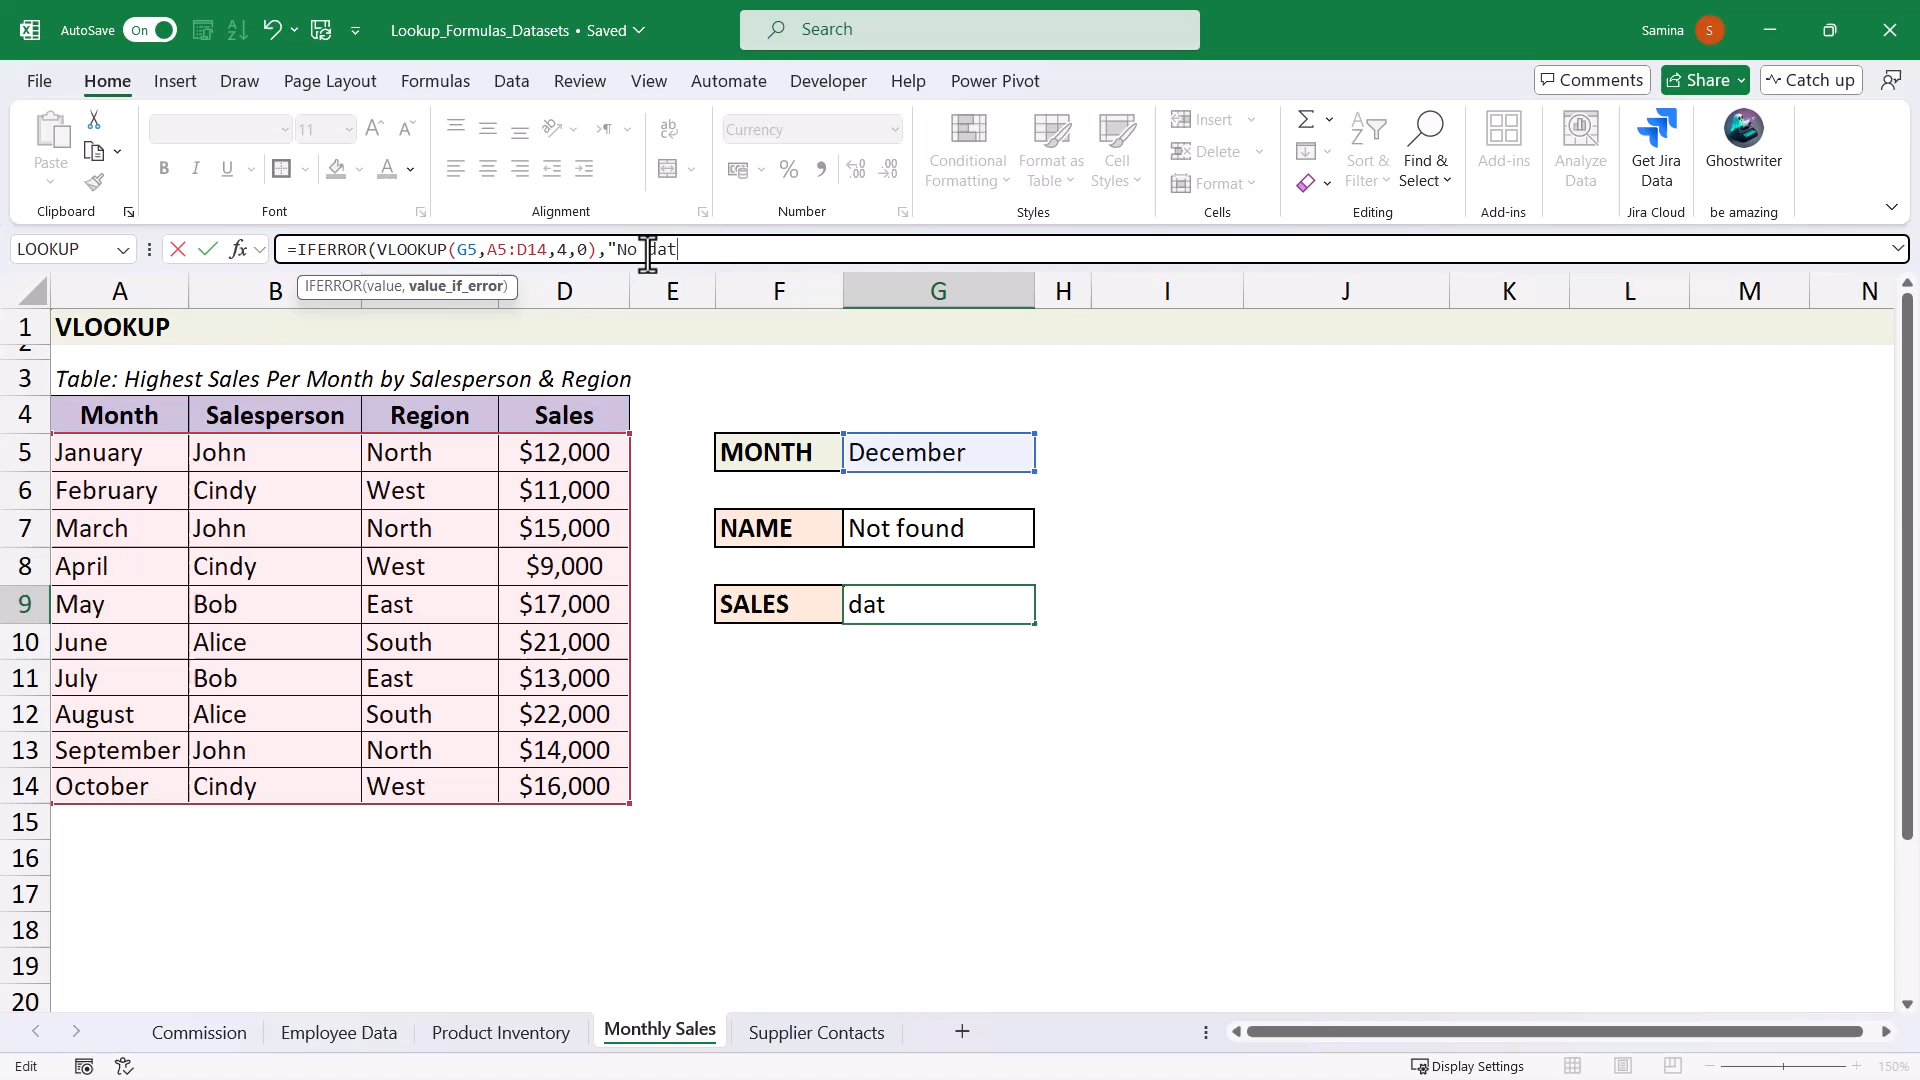 AutoSave On Lookup_Formulas_Datasets • Saved Search Samina S
File Home Insert Draw Page Layout Formulas Data Review View Automate Developer Help Power Pivot Comments Share Catch up
Paste
11
B I U
ab
Currency
Conditional Formatting
Format as Table
Cell Styles
Insert
Delete
Format
Sort & Filter
Find & Select
Add-ins
Analyze Data
Get Jira Data
Ghostwriter
Clipboard Font Alignment Number Styles Cells Editing Add-ins Jira Cloud be amazing
LOOKUP fx =IFERROR(VLOOKUP(G5,A5:D14,4,0),"No dat
IFERROR(value, value_if_error)
A B D E F G H I J K L M N
1 VLOOKUP
2
3 Table: Highest Sales Per Month by Salesperson & Region
4 Month Salesperson Region Sales
5 January John North $12,000 MONTH December
6 February Cindy West $11,000
7 March John North $15,000 NAME Not found
8 April Cindy West $9,000
9 May Bob East $17,000 SALES dat
10 June Alice South $21,000
11 July Bob East $13,000
12 August Alice South $22,000
13 September John North $14,000
14 October Cindy West $16,000
15
16
17
18
19
20
Commission Employee Data Product Inventory Monthly Sales Supplier Contacts
Edit Display Settings 150%